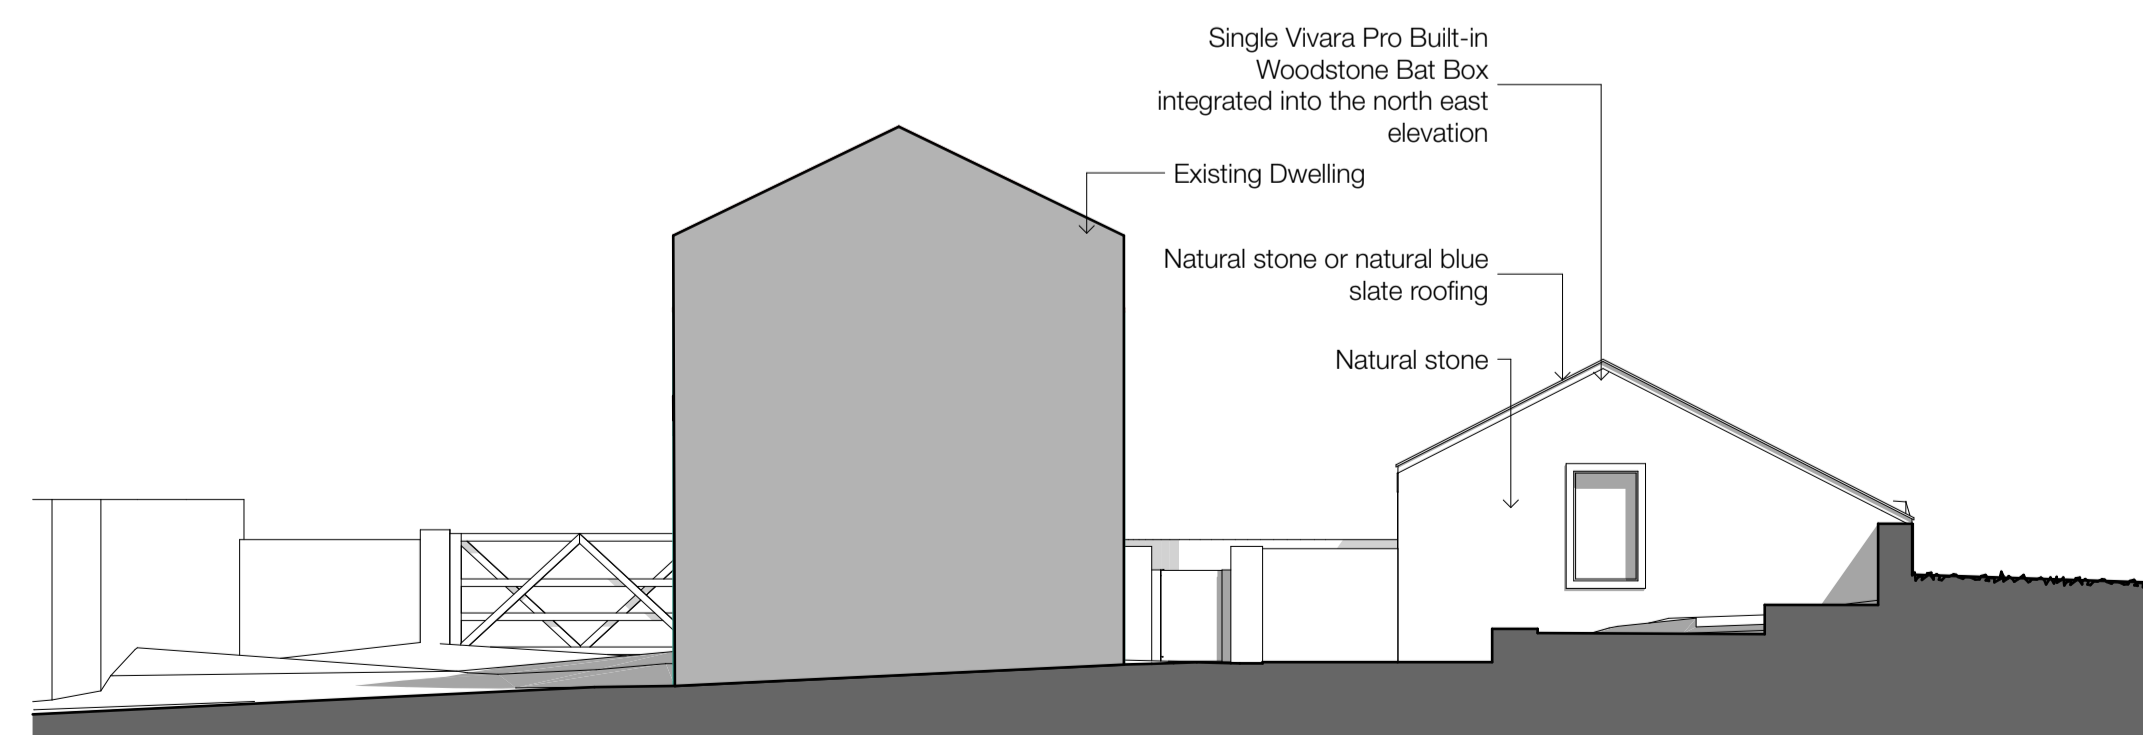 Single Vivara Pro Built-in
Woodstone Bat Box
integrated into the north east
elevation
Existing Dwelling
Natural stone or natural blue
slate roofing
Natural stone